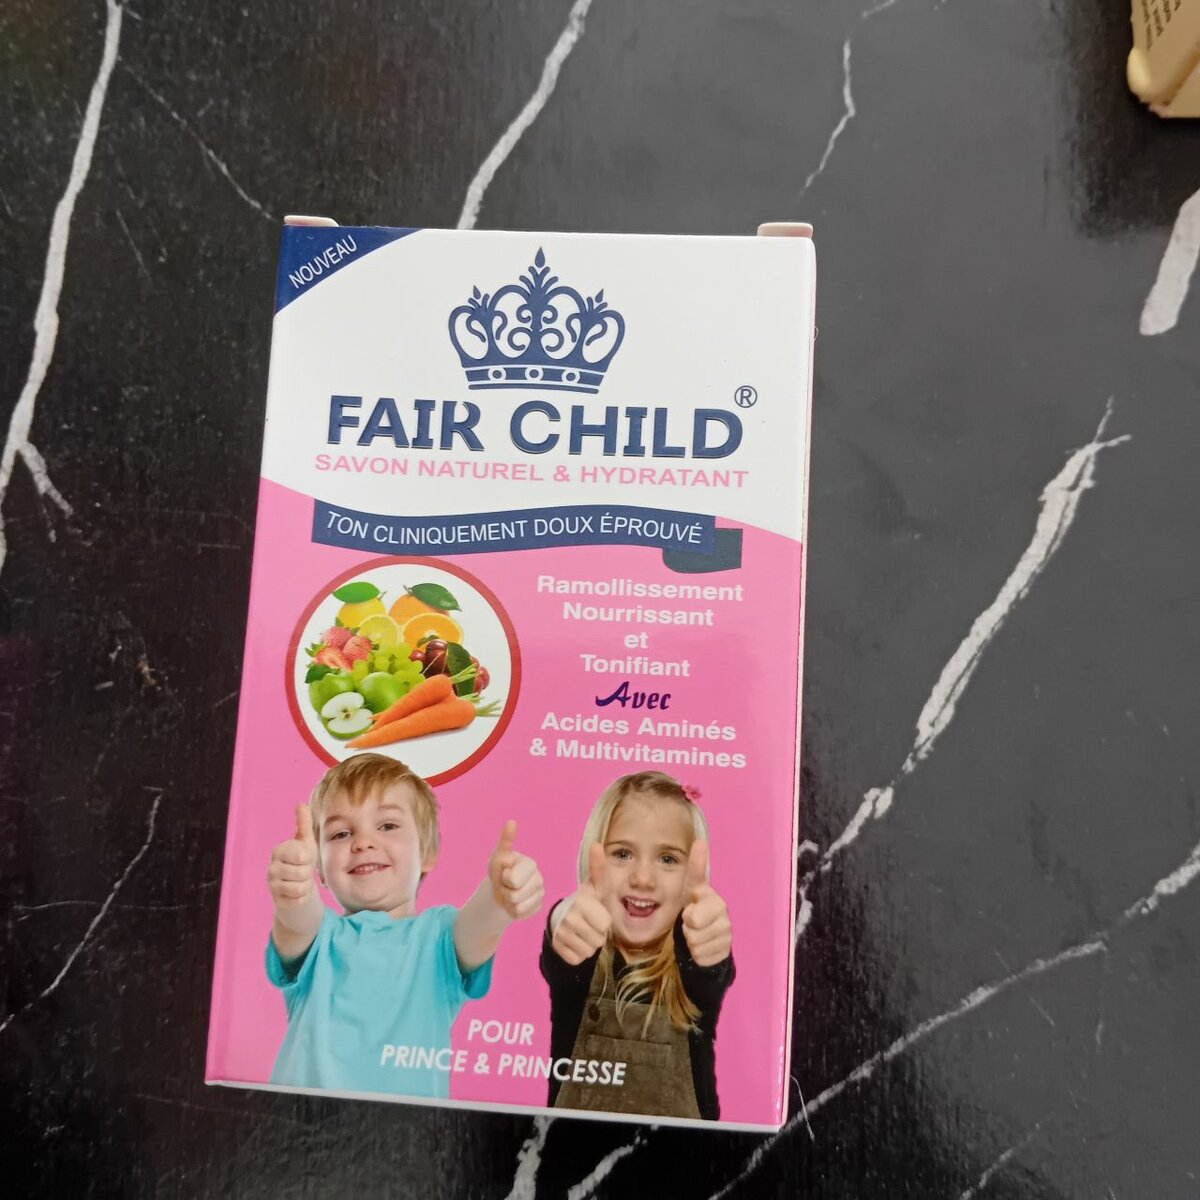 NOUVEAU
FAIR CHILD®
SAVON NATUREL & HYDRATANT
TON CLINIQUEMENT DOUX ÉPROUVÉ
Ramollissement
Nourrissant
et
Tonifiant
Avec
Acides Aminés
& Multivitamines
POUR
PRINCE & PRINCESSE